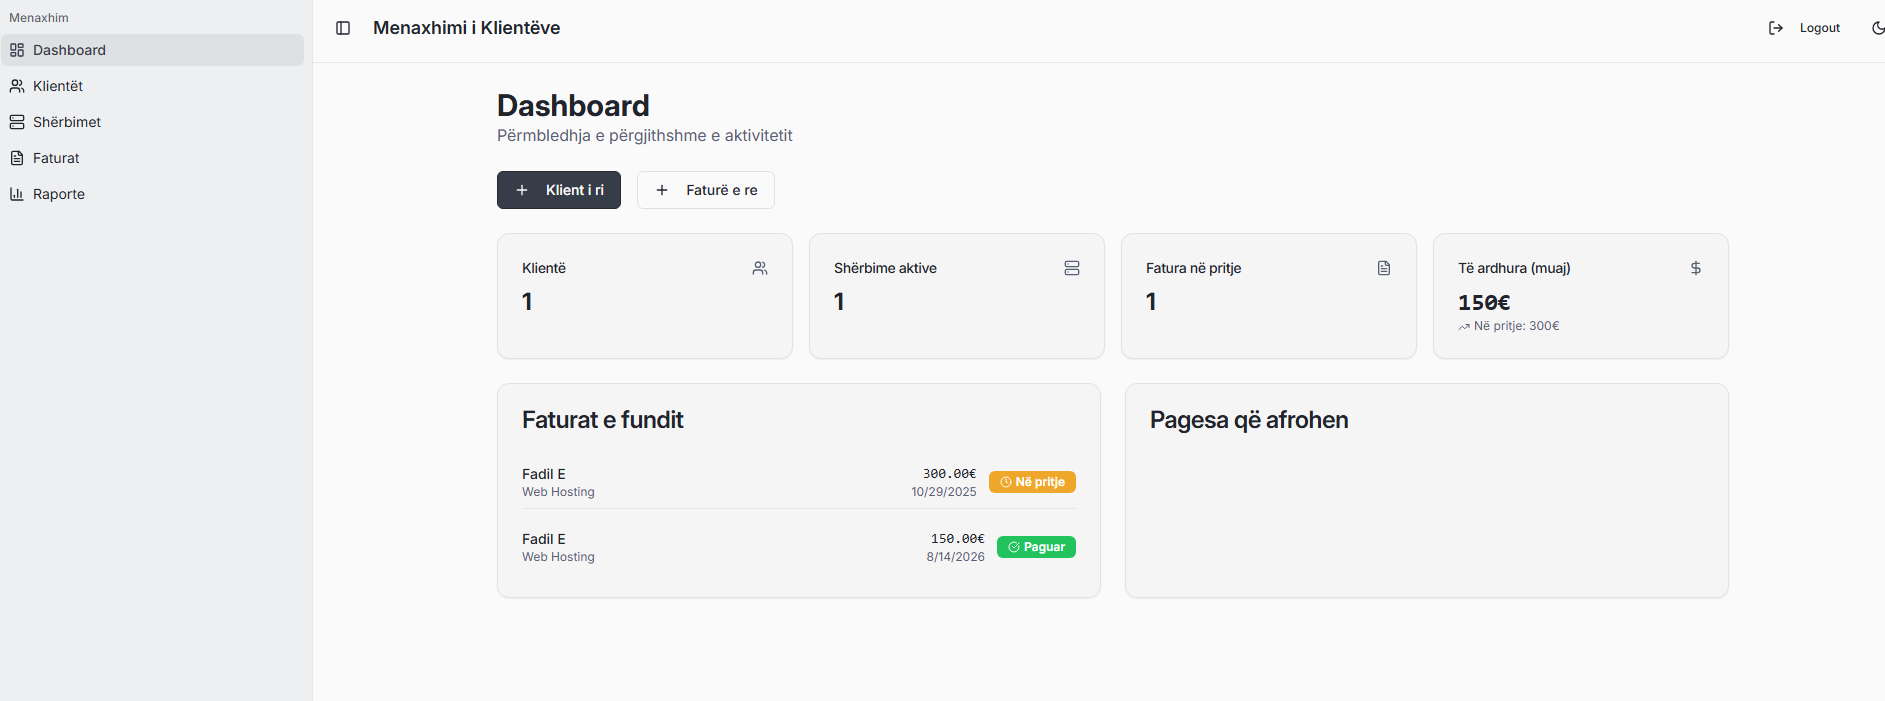 Menaxhim
Dashboard
Klientët
Shërbimet
Faturat
Raporte
Menaxhimi i Klientëve
Logout
Dashboard
Përmbledhja e përgjithshme e aktivitetit
Klient i ri
Faturë e re
Klientë
1
Shërbime aktive
1
Fatura në pritje
1
Të ardhura (muaj)
150€
Në pritje: 300€
Faturat e fundit
Fadil E
Web Hosting
300.00€
10/29/2025
Në pritje
Fadil E
Web Hosting
150.00€
8/14/2026
Paguar
Pagesa që afrohen